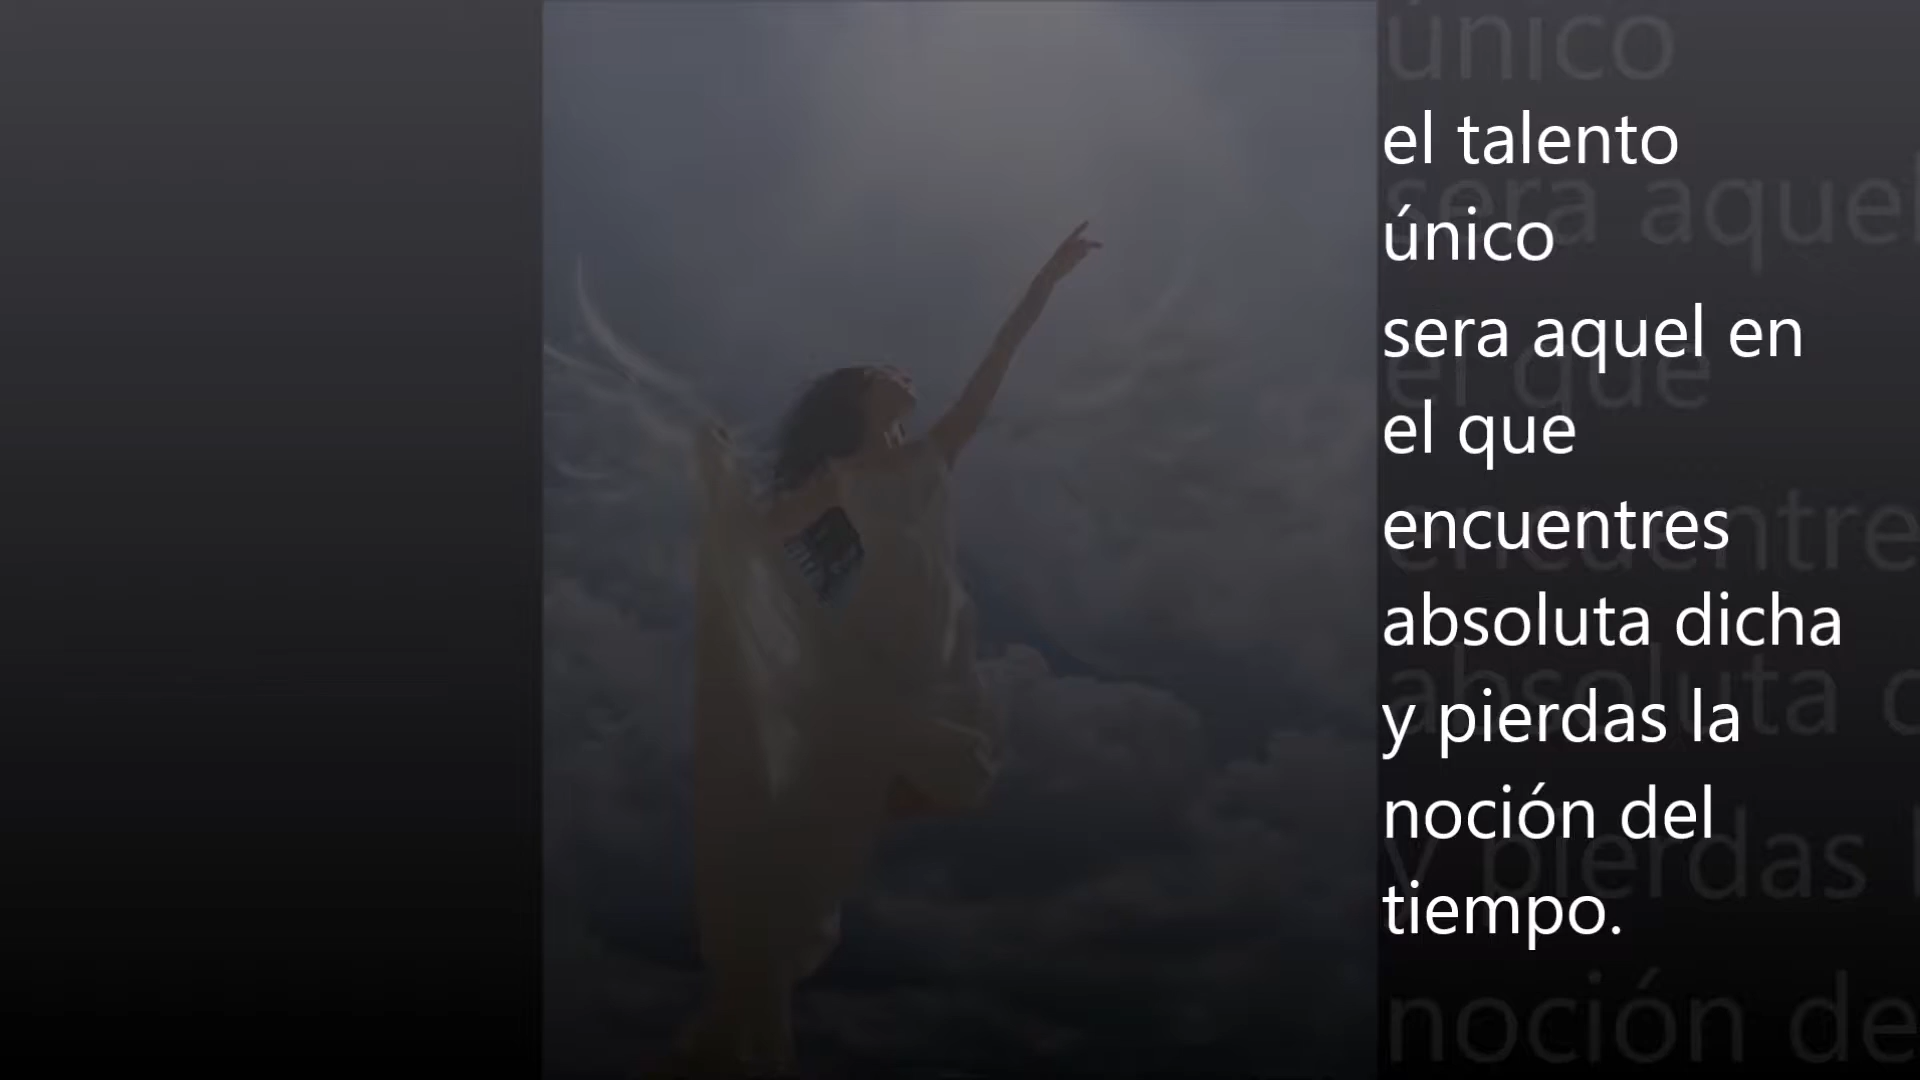 el talento
único
sera aquel en
el que
encuentres
absoluta dicha
y pierdas la
noción del
tiempo.